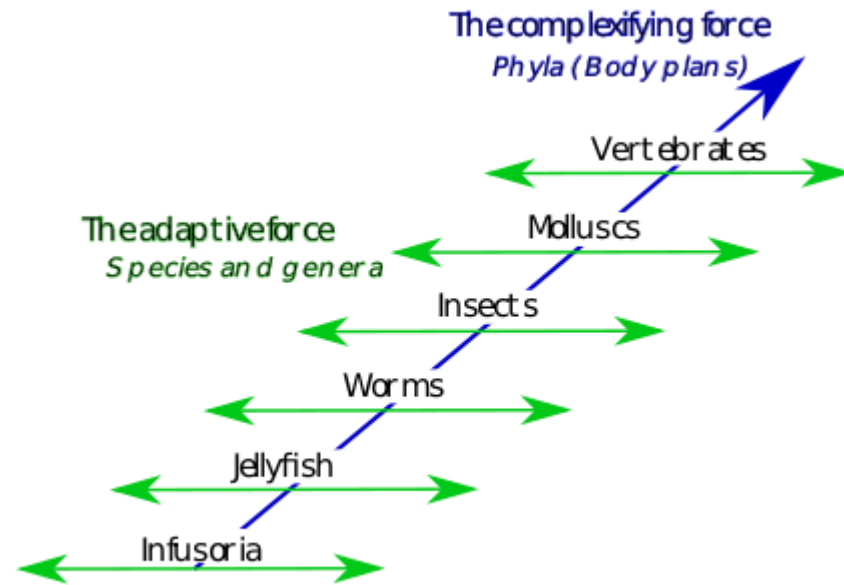 The complexifying force
Phyla (Body plans)
Vertebrates
The adaptive force
Species and genera
Molluscs
Insects
Worms
Jellyfish
Infusoria